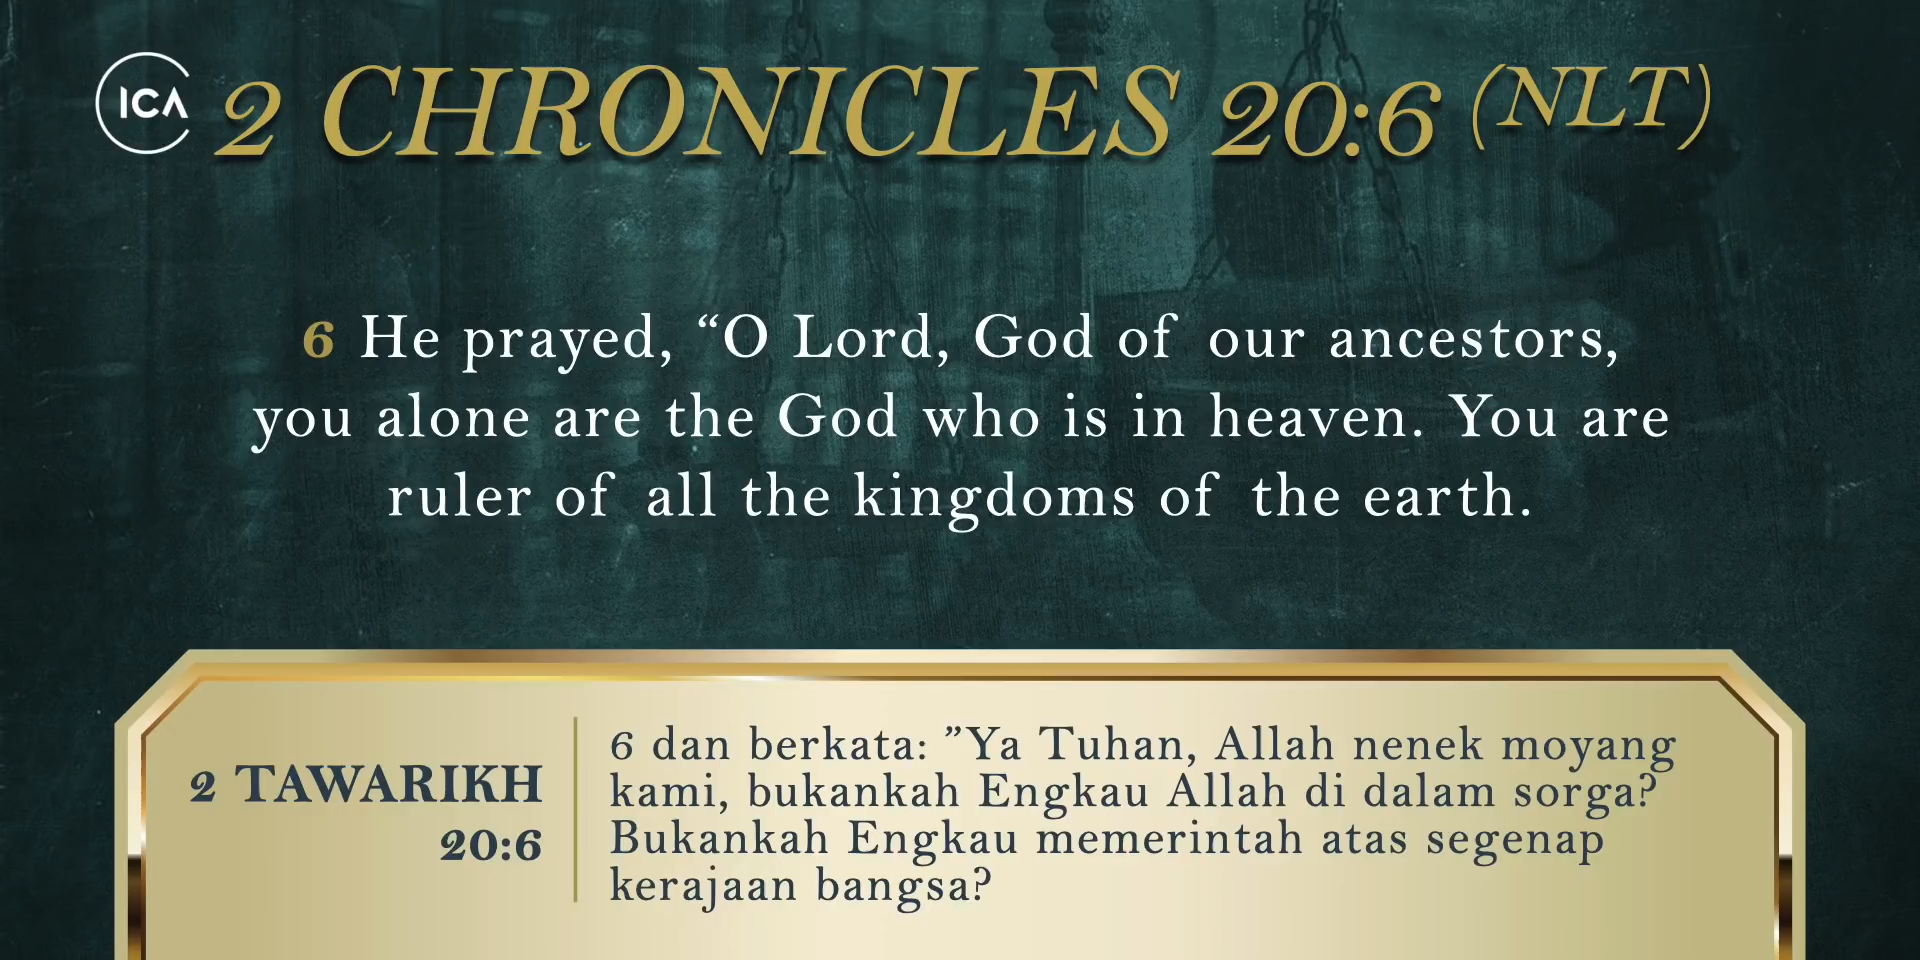 ICA
2 CHRONICLES 20:6 (NLT)
6 He prayed, “O Lord, God of our ancestors,
you alone are the God who is in heaven. You are
ruler of all the kingdoms of the earth.
2 TAWARIKH
20:6
6 dan berkata: ”Ya Tuhan, Allah nenek moyang
kami, bukankah Engkau Allah di dalam sorga?
Bukankah Engkau memerintah atas segenap
kerajaan bangsa?